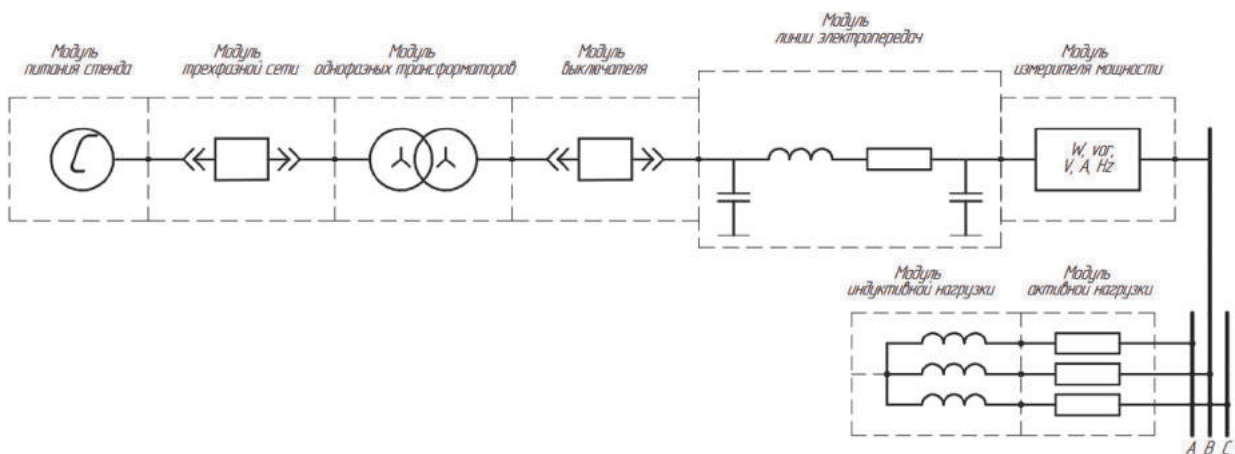 Модуль
питания стенда
Модуль
трехфазной сети
Модуль
однофазных трансформаторов
Модуль
выключателя
Модуль
линии электропередач
Модуль
измерителя мощности
W, var,
V, A, Hz
Модуль
индуктивной нагрузки
Модуль
активной нагрузки
A B C